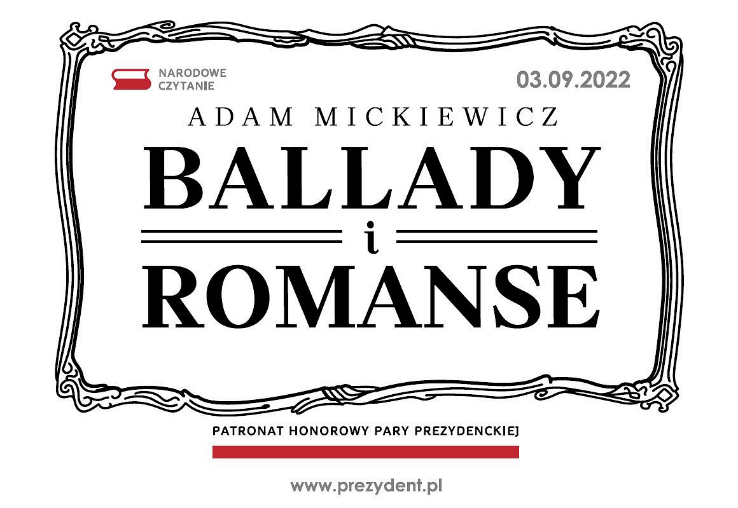 NARODOWE
CZYTANIE
03.09.2022
ADAM MICKIEWICZ
BALLADY
i
ROMANSE
PATRONAT HONOROWY PARY PREZYDENCKIEJ
www.prezydent.pl